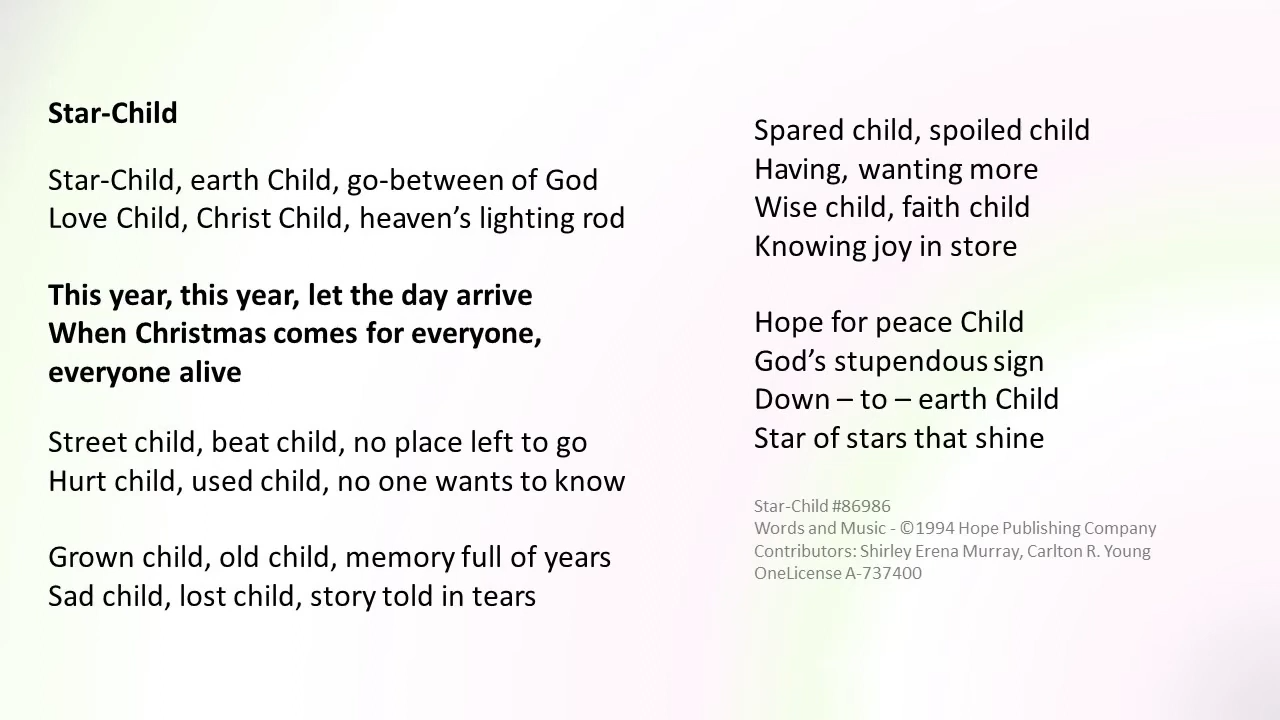 Star-Child
Star-Child, earth Child, go-between of God
Love Child, Christ Child, heaven’s lighting rod
This year, this year, let the day arrive
When Christmas comes for everyone,
everyone alive
Street child, beat child, no place left to go
Hurt child, used child, no one wants to know
Grown child, old child, memory full of years
Sad child, lost child, story told in tears
Spared child, spoiled child
Having, wanting more
Wise child, faith child
Knowing joy in store
Hope for peace Child
God’s stupendous sign
Down – to – earth Child
Star of stars that shine
Star-Child #86986
Words and Music - ©1994 Hope Publishing Company
Contributors: Shirley Erena Murray, Carlton R. Young
OneLicense A-737400